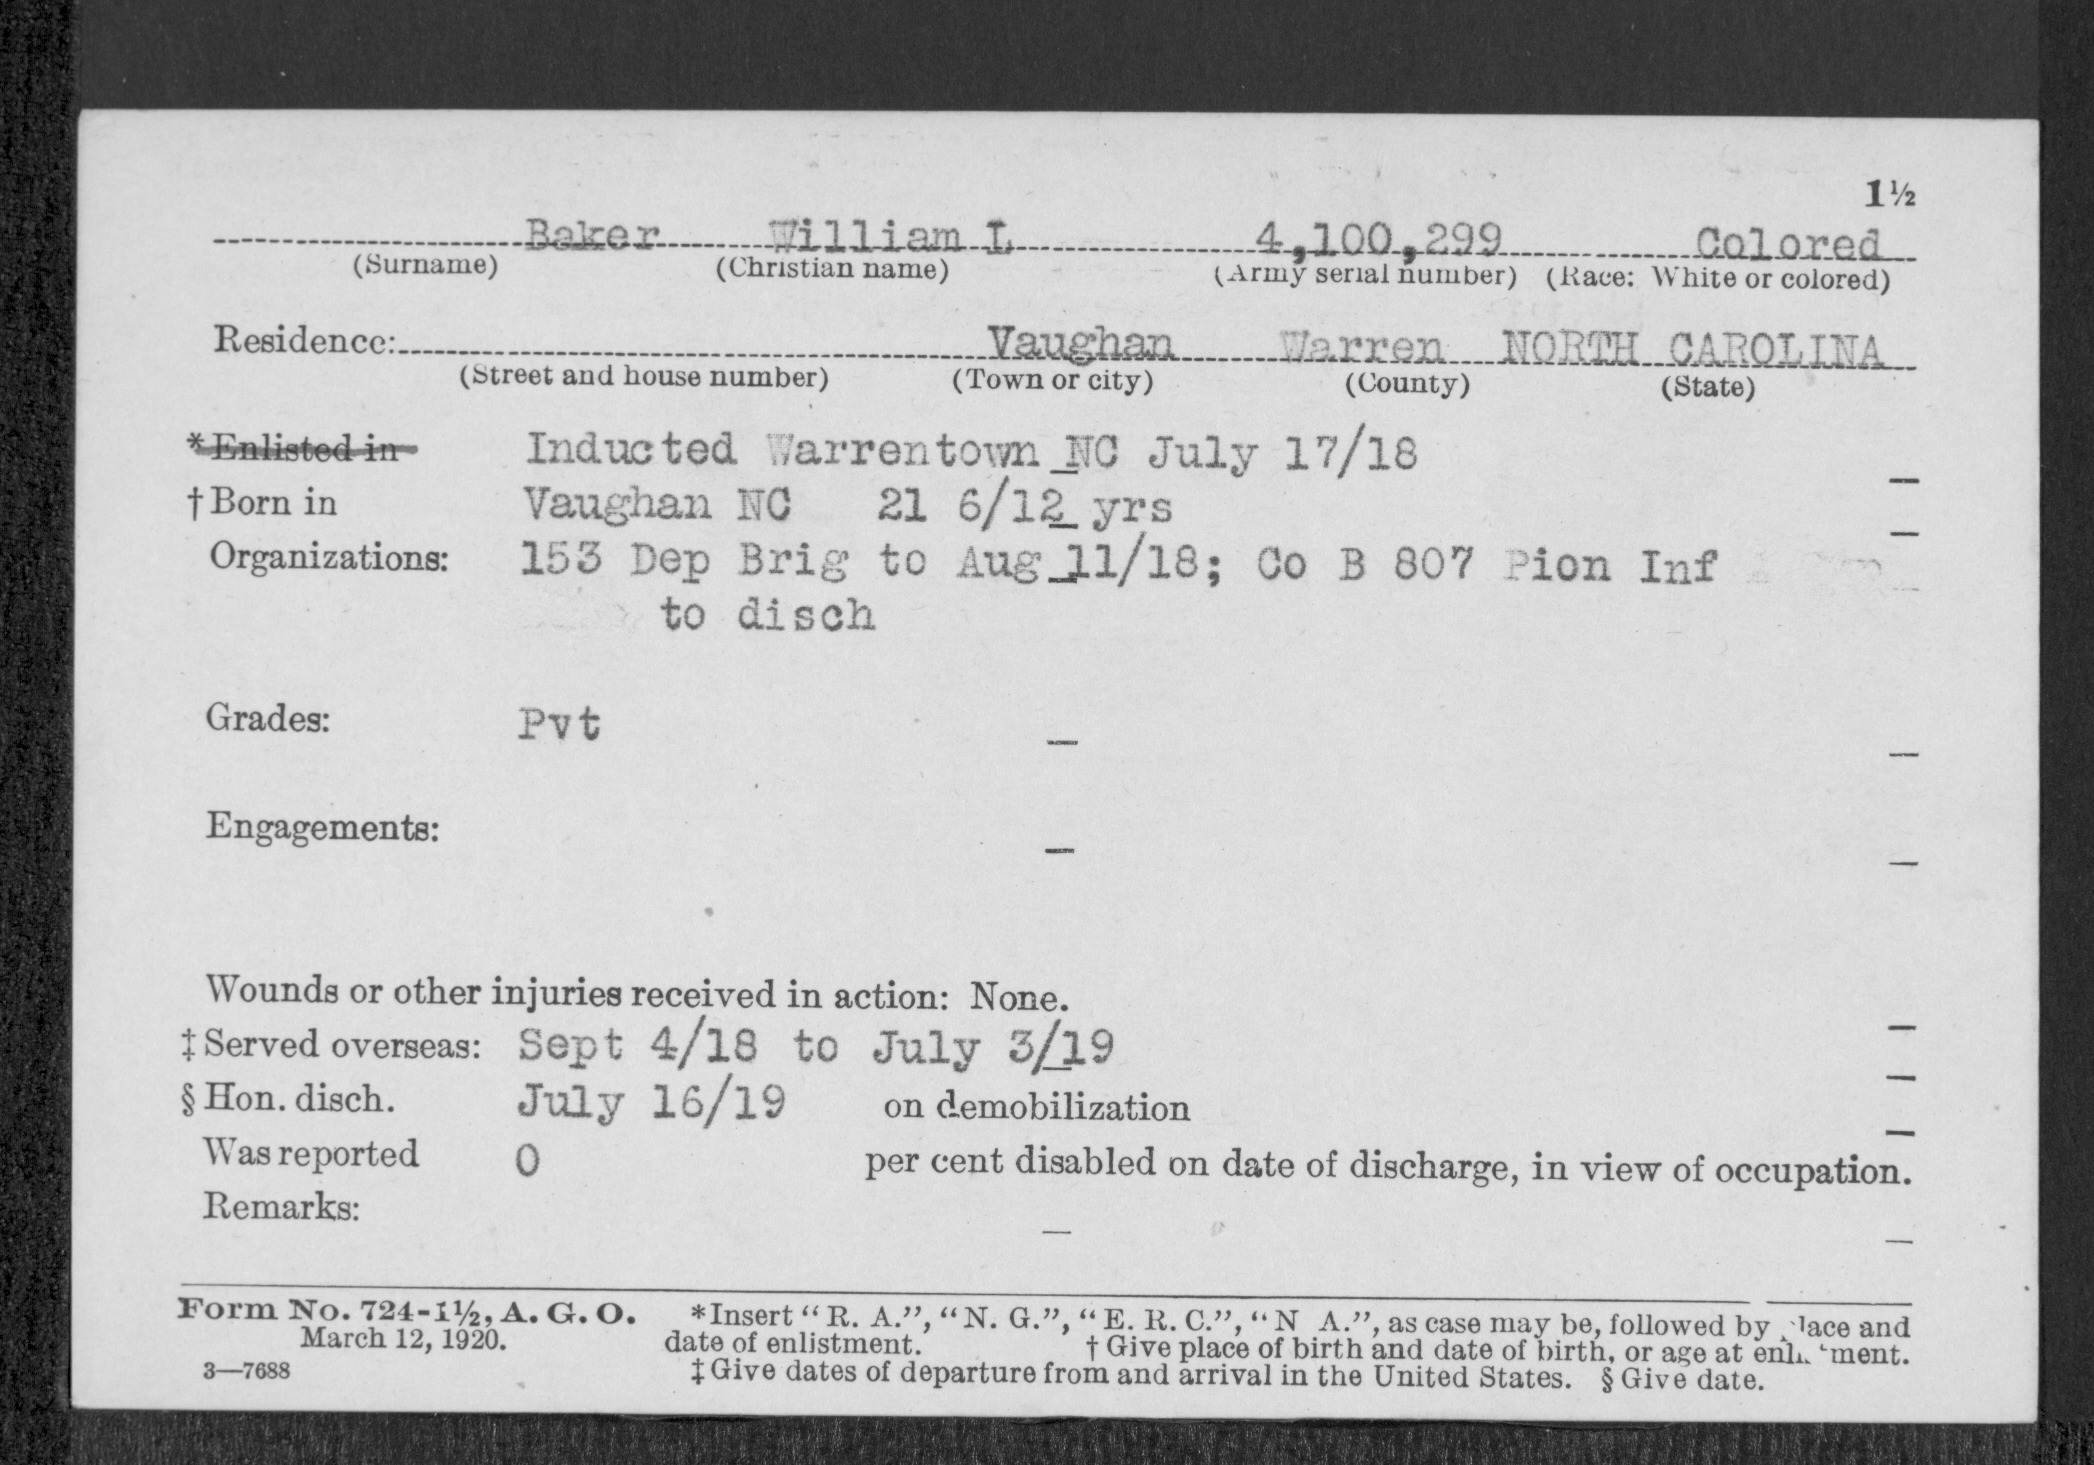 1½
Baker William L 4,100,299 Colored
(Surname) (Christian name) (Army serial number) (Race: White or colored)
Residence: Vaughan Warren NORTH CAROLINA
(Street and house number) (Town or city) (County) (State)
*Enlisted in Inducted Warrentown NC July 17/18
†Born in Vaughan NC 21 6/12 yrs
Organizations: 153 Dep Brig to Aug 11/18; Co B 807 Pion Inf
to disch
Grades: Pvt
Engagements:
Wounds or other injuries received in action: None.
‡Served overseas: Sept 4/18 to July 3/19
§Hon. disch. July 16/19 on demobilization
Was reported 0 per cent disabled on date of discharge, in view of occupation.
Remarks:
Form No. 724-1½, A. G. O. *Insert "R. A.", "N. G.", "E. R. C.", "N A.", as case may be, followed by place and
March 12, 1920. date of enlistment. †Give place of birth and date of birth, or age at enlistment.
3—7688 ‡Give dates of departure from and arrival in the United States. §Give date.